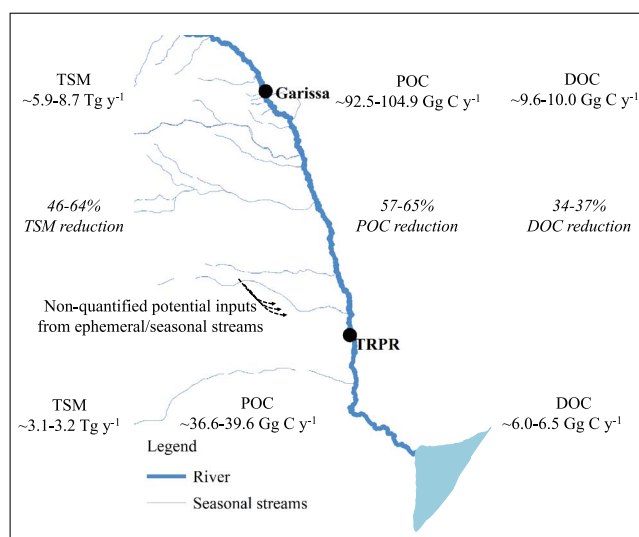 TSM
~5.9-8.7 Tg y⁻¹
Garissa
POC
~92.5-104.9 Gg C y⁻¹
DOC
~9.6-10.0 Gg C y⁻¹
46-64%
TSM reduction
57-65%
POC reduction
34-37%
DOC reduction
Non-quantified potential inputs
from ephemeral/seasonal streams
TRPR
TSM
~3.1-3.2 Tg y⁻¹
POC
~36.6-39.6 Gg C y⁻¹
DOC
~6.0-6.5 Gg C y⁻¹
Legend
River
Seasonal streams